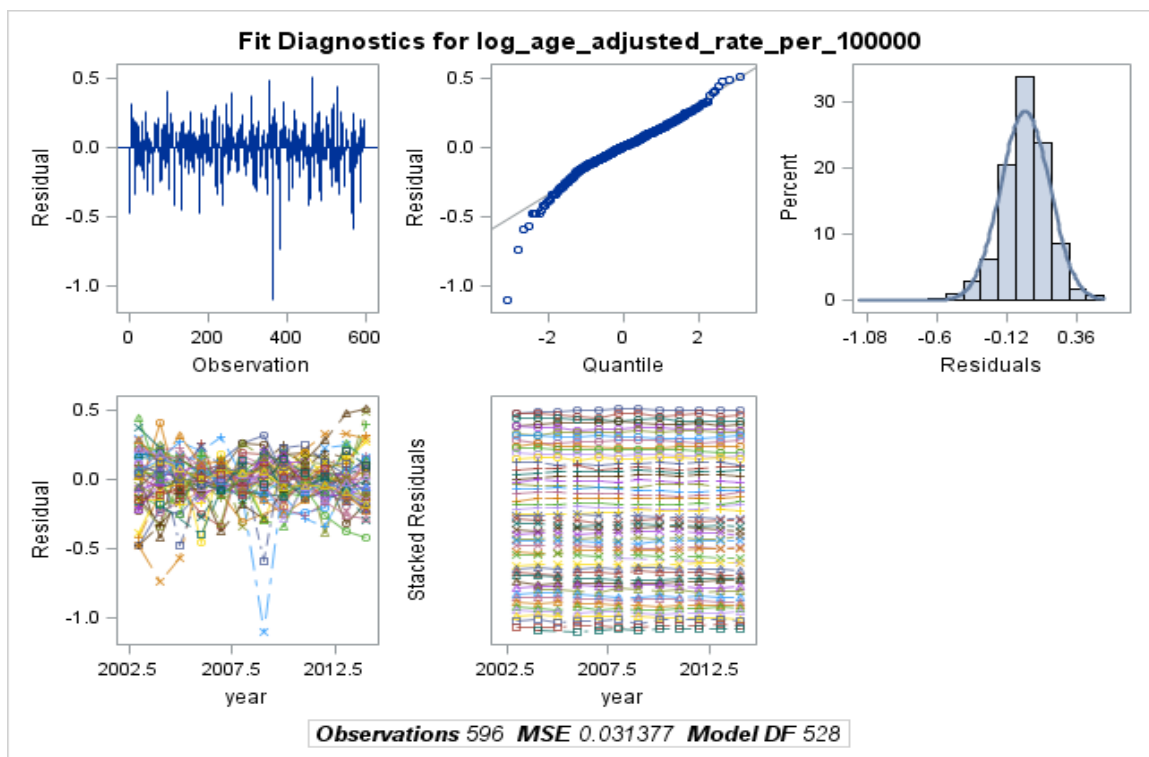 Fit Diagnostics for log_age_adjusted_rate_per_100000
0.5
0.0
-0.5
-1.0
Residual
0 200 400 600
Observation
0.5
0.0
-0.5
-1.0
Residual
-2 0 2
Quantile
30
20
10
0
Percent
-1.08 -0.6 -0.12 0.36
Residuals
0.5
0.0
-0.5
-1.0
Residual
2002.5 2007.5 2012.5
year
Stacked Residuals
2002.5 2007.5 2012.5
year
Observations 596 MSE 0.031377 Model DF 528